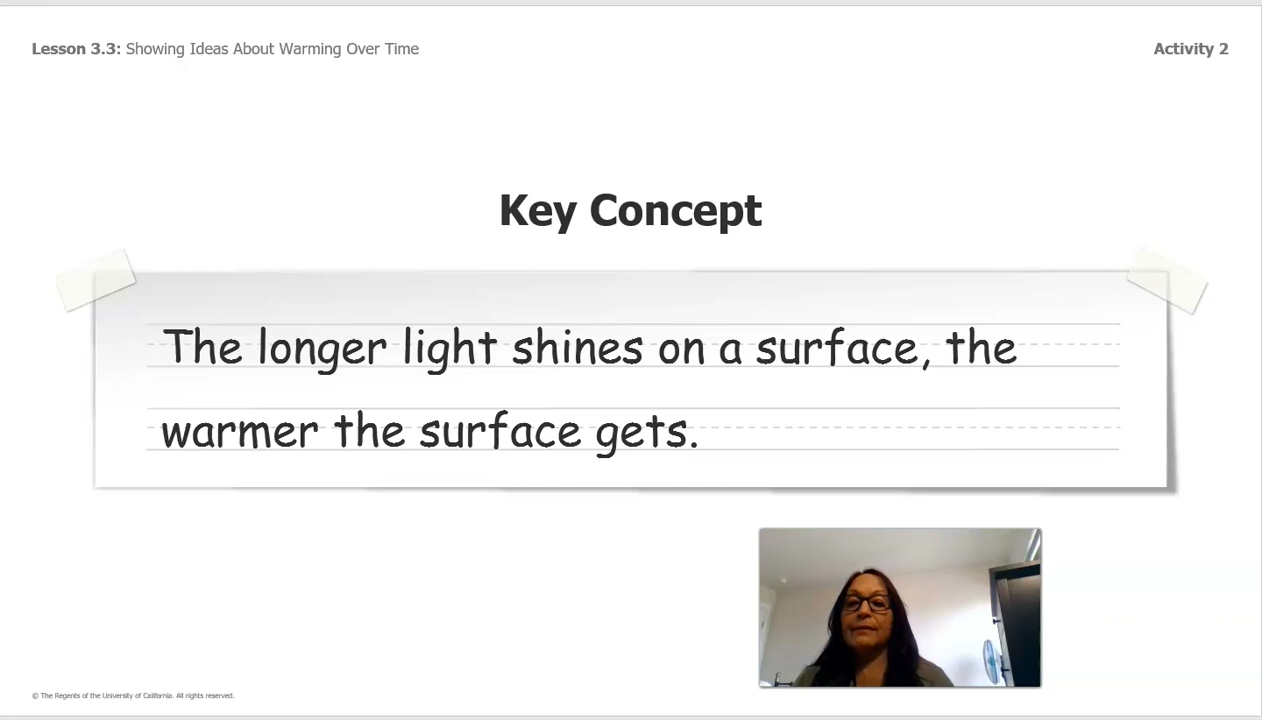 Lesson 3.3: Showing Ideas About Warming Over Time
Activity 2
Key Concept
The longer light shines on a surface, the
warmer the surface gets.
© The Regents of the University of California. All rights reserved.